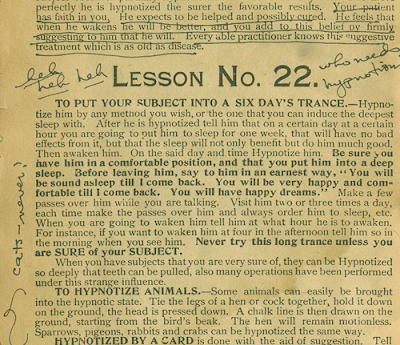 perfectly he is hypnotized the surer the favorable results. Your patient
has faith in you, He expects to be helped and possibly cured. He feels that
when he wakens he will be better, and you add to this belief by firmly
suggesting to him that he will. Every able practitioner knows this suggestive
treatment which is as old as disease.
heh
heh heh
LESSON No. 22.
who needs
hypnotism
TO PUT YOUR SUBJECT INTO A SIX DAY'S TRANCE.—Hypno-
tize him by any method you wish, or the one that you can induce the deepest
sleep with. After he is hypnotized tell him that on a certain day at a certain
hour you are going to put him to sleep for one week, that will have no bad
effects from it, but that the sleep will not only benefit but do him much good.
Then awaken him. On the said day and time Hypnotize him. Be sure you
have him in a comfortable position, and that you put him into a deep
sleep. Before leaving him, say to him in an earnest way, "You will
be sound asleep till I come back. You will be very happy and com-
fortable till I come back. You will have happy dreams." Make a few
passes over him while you are talking. Visit him two or three times a day,
each time make the passes over him and always order him to sleep, etc.
When you are going to waken him tell him at what hour he is to awaken.
For instance, if you want to waken him at four in the afternoon tell him so in
the morning when you see him. Never try this long trance unless you
are SURE of your SUBJECT.
When you have subjects that you are very sure of, they can be Hypnotized
so deeply that teeth can be pulled, also many operations have been performed
under this strange influence.
cats—never!
TO HYPNOTIZE ANIMALS.—Some animals can easily be brought
into the hypnotic state. Tie the legs of a hen or cock together, hold it down
on the ground, the head is pressed down. A chalk line is then drawn on the
ground, starting from the bird's beak. The hen will remain motionless.
Sparrows, pigeons, rabbits and crabs can be hypnotized the same way.
HYPNOTIZED BY A CARD is done with the aid of suggestion. Tell